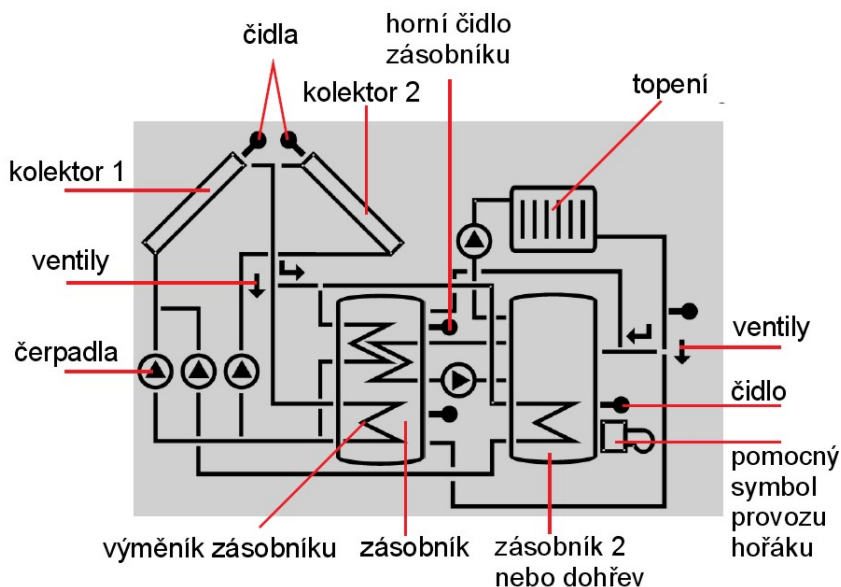 čidla
horní čidlo
zásobníku
kolektor 2
topení
kolektor 1
ventily
ventily
čerpadla
čidlo
pomocný
symbol
provozu
hořáku
výměník zásobníku
zásobník
zásobník 2
nebo dohřev